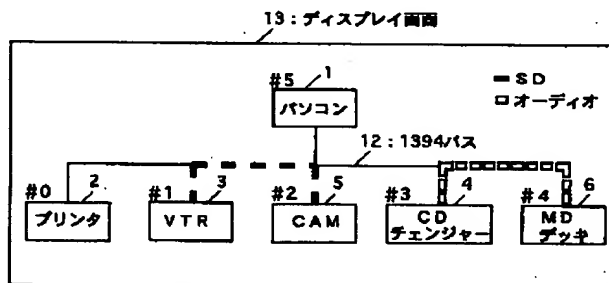 13：ディスプレイ画面
#5 1
パソコン
SD
オーディオ
12：1394バス
#0 2
プリンタ
#1 3
VTR
#2 5
CAM
#3 4
CD
チェンジャー
#4 6
MD
デッキ